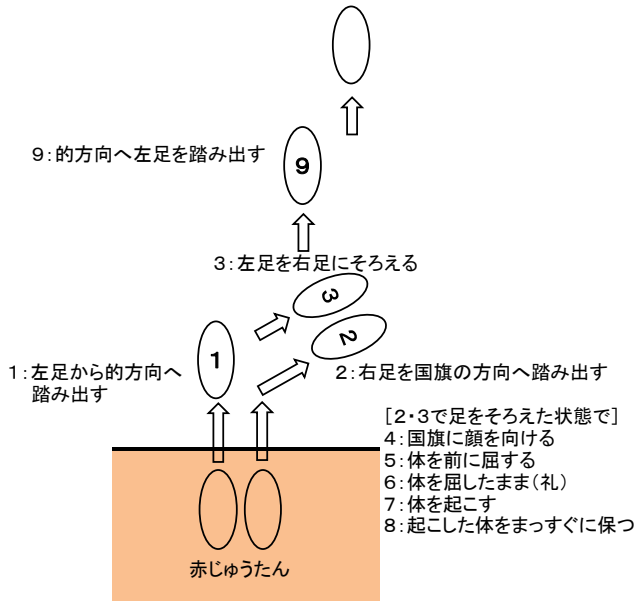 9:的方向へ左足を踏み出す
9
3:左足を右足にそろえる
3
2
1
1:左足から的方向へ
踏み出す
2:右足を国旗の方向へ踏み出す
[2・3で足をそろえた状態で]
4:国旗に顔を向ける
5:体を前に屈する
6:体を屈したまま(礼)
7:体を起こす
8:起こした体をまっすぐに保つ
赤じゅうたん